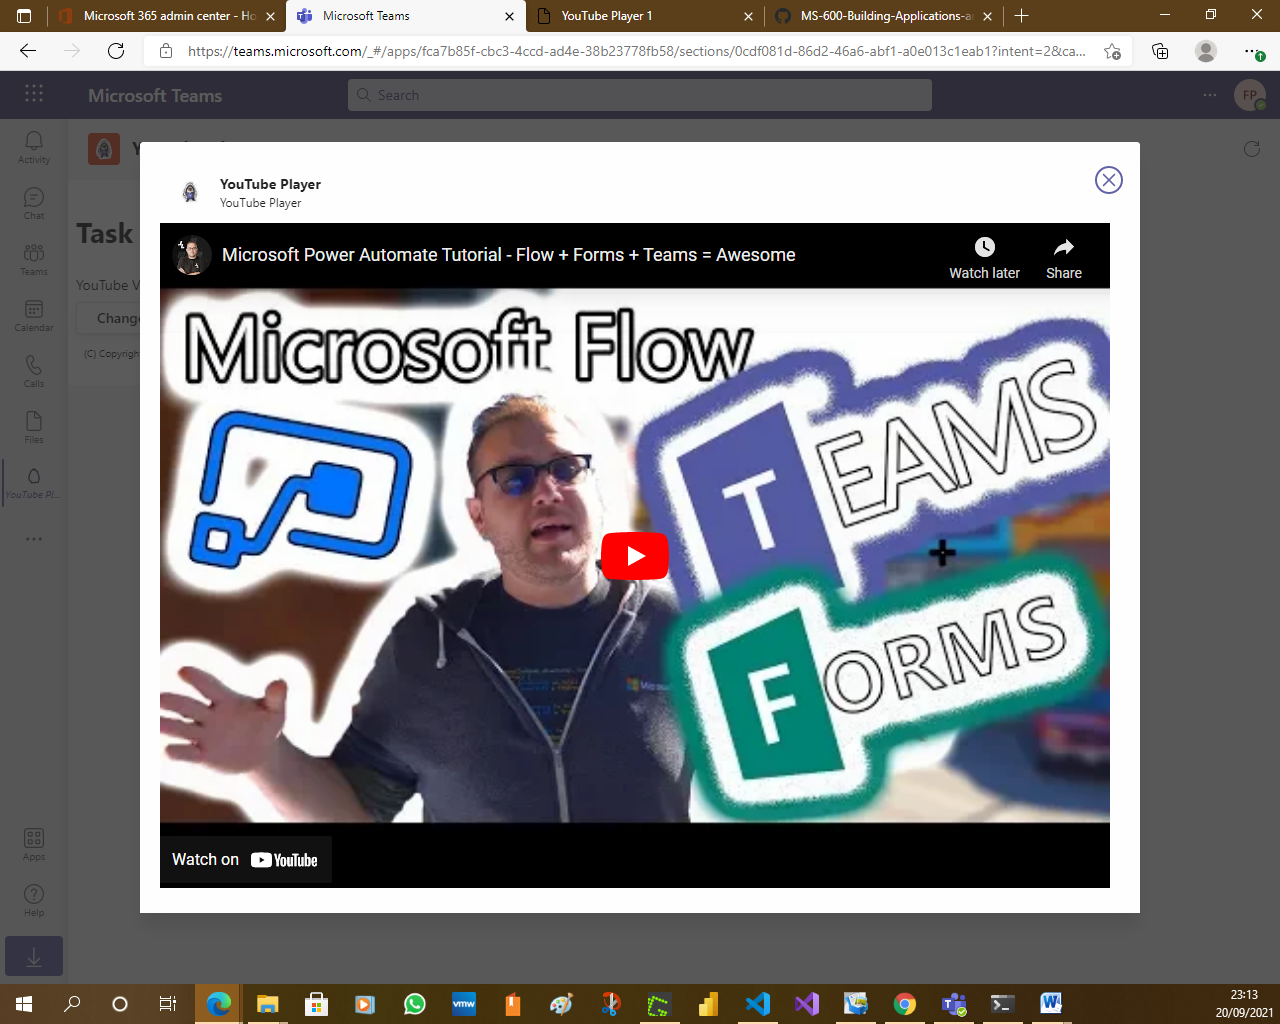 Microsoft 365 admin center - Ho
Microsoft Teams
YouTube Player 1
MS-600-Building-Applications-a
https://teams.microsoft.com/_#/apps/fca7b85f-cbc3-4ccd-ad4e-38b23778fb58/sections/0cdf081d-86d2-46a6-abf1-a0e013c1eab1?intent=2&ca...
Microsoft Teams
Search
FP
Activity
Chat
Teams
Calendar
Calls
Files
YouTube Pl...
Apps
Help
Task
YouTube V
Change
(C) Copyright
YouTube Player
YouTube Player
Microsoft Power Automate Tutorial - Flow + Forms + Teams = Awesome
Watch later
Share
Microsoft Flow
T TEAMS
F FORMS
Watch on YouTube
23:13
20/09/2021